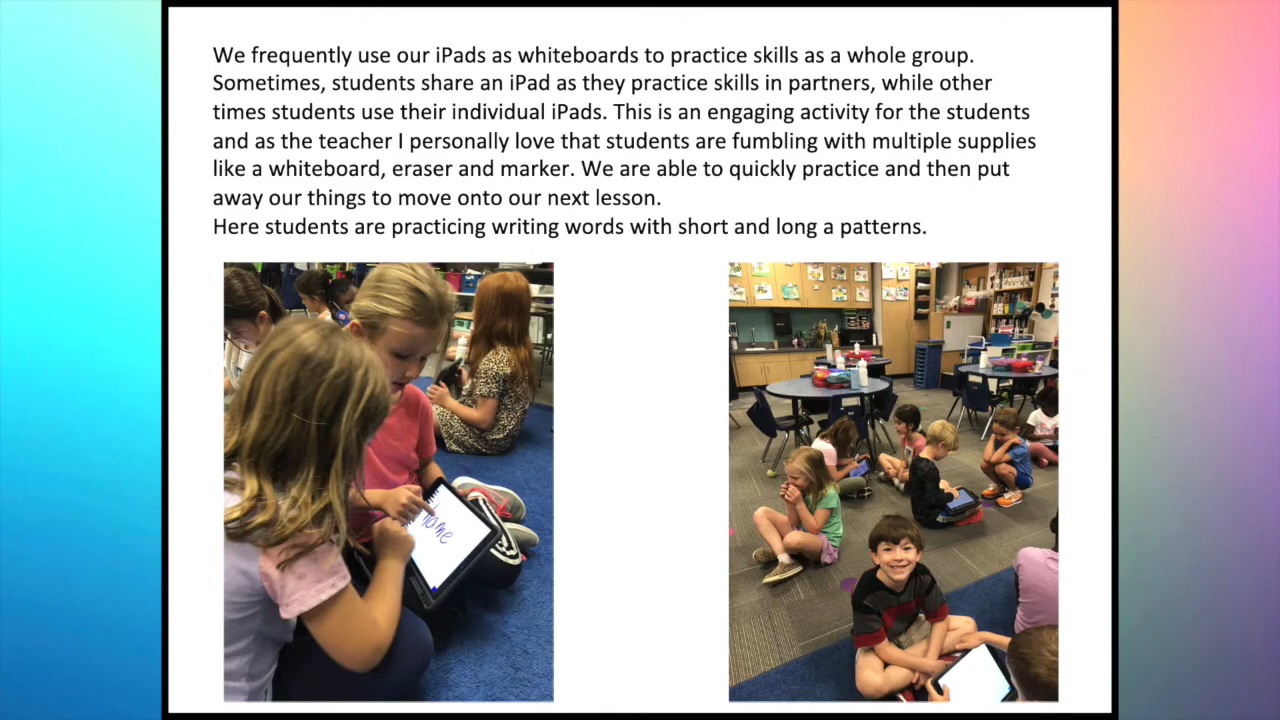 We frequently use our iPads as whiteboards to practice skills as a whole group.
Sometimes, students share an iPad as they practice skills in partners, while other
times students use their individual iPads. This is an engaging activity for the students
and as the teacher I personally love that students are fumbling with multiple supplies
like a whiteboard, eraser and marker. We are able to quickly practice and then put
away our things to move onto our next lesson.
Here students are practicing writing words with short and long a patterns.